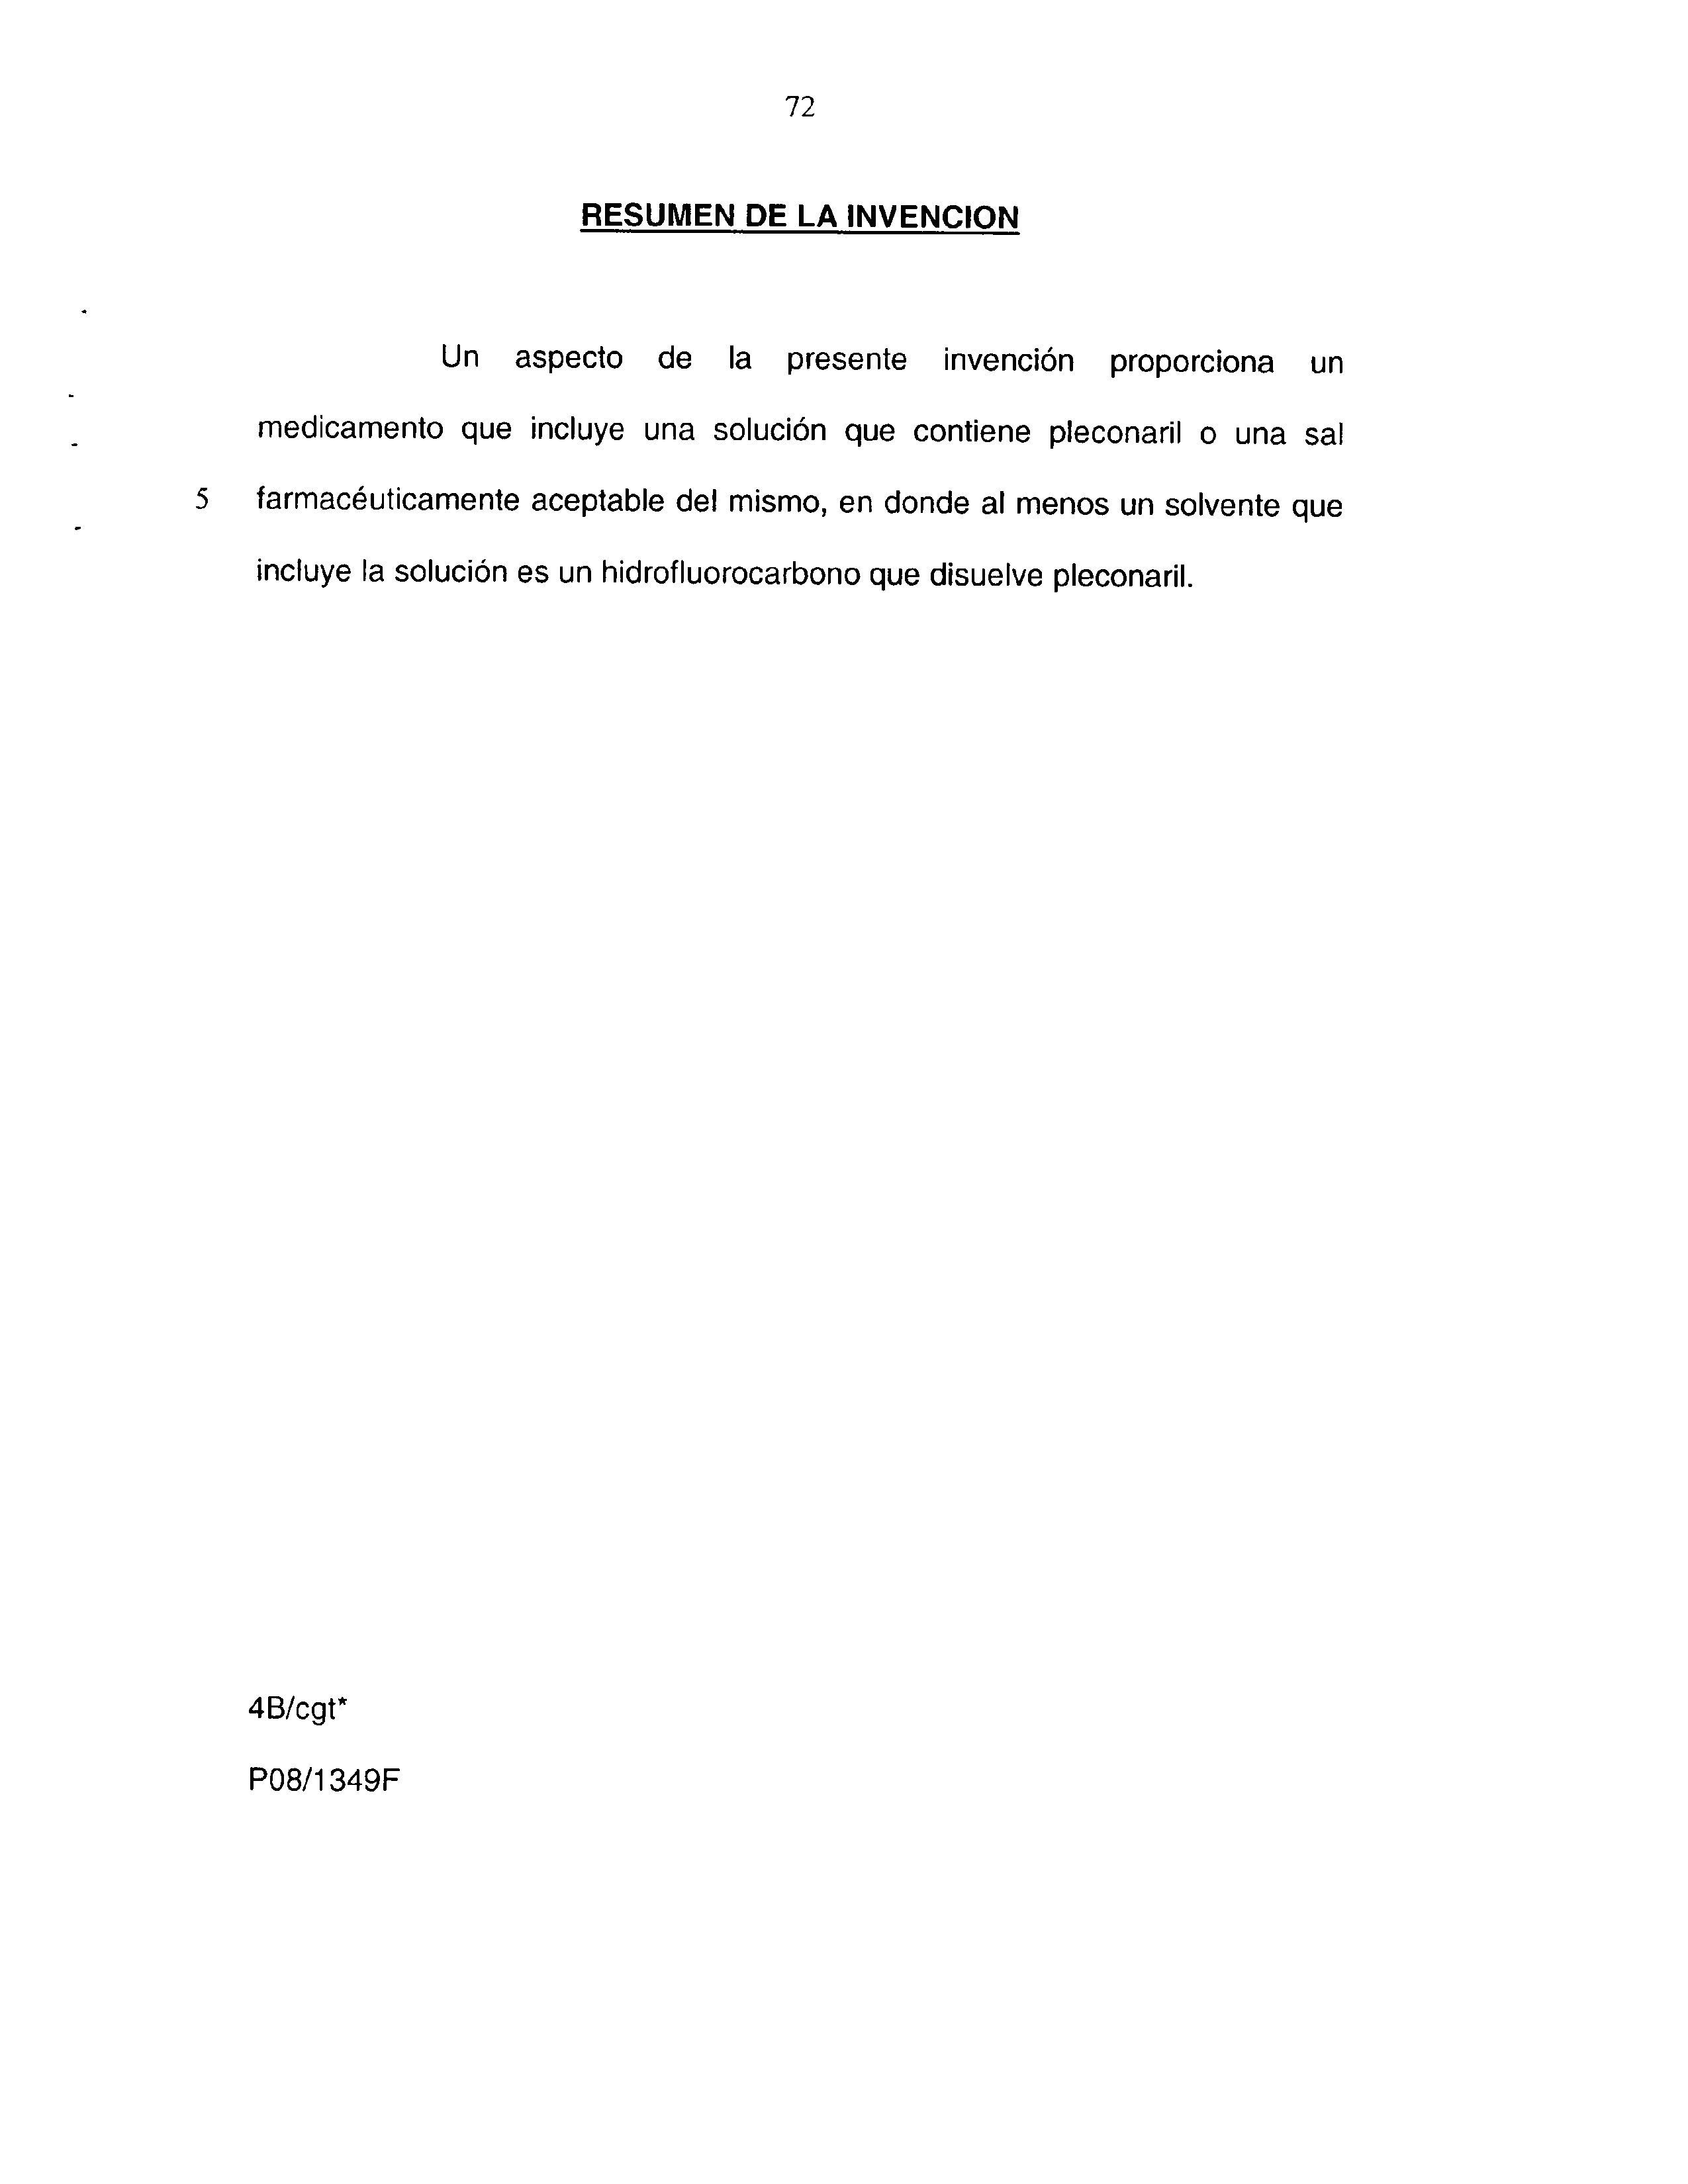 72
RESUMEN DE LA INVENCION
Un aspecto de la presente invención proporciona un
medicamento que incluye una solución que contiene pleconaril o una sal
5 farmacéuticamente aceptable del mismo, en donde al menos un solvente que
incluye la solución es un hidrofluorocarbono que disuelve pleconaril.
4B/cgt*
P08/1349F